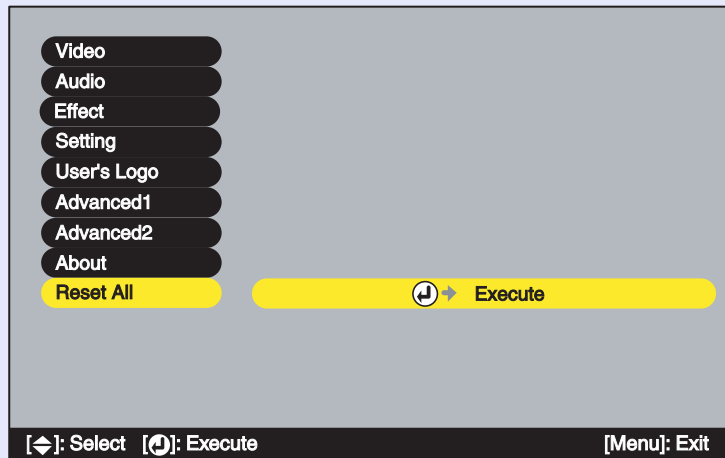 Video
Audio
Effect
Setting
User's Logo
Advanced1
Advanced2
About
Reset All Execute
[ ]: Select [ ]: Execute [Menu]: Exit